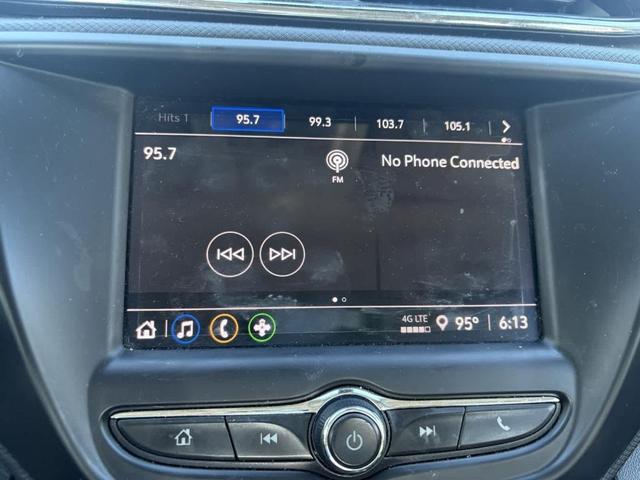 Hits 1 95.7 99.3 103.7 105.1
95.7 FM No Phone Connected
4G LTE 95° 6:13